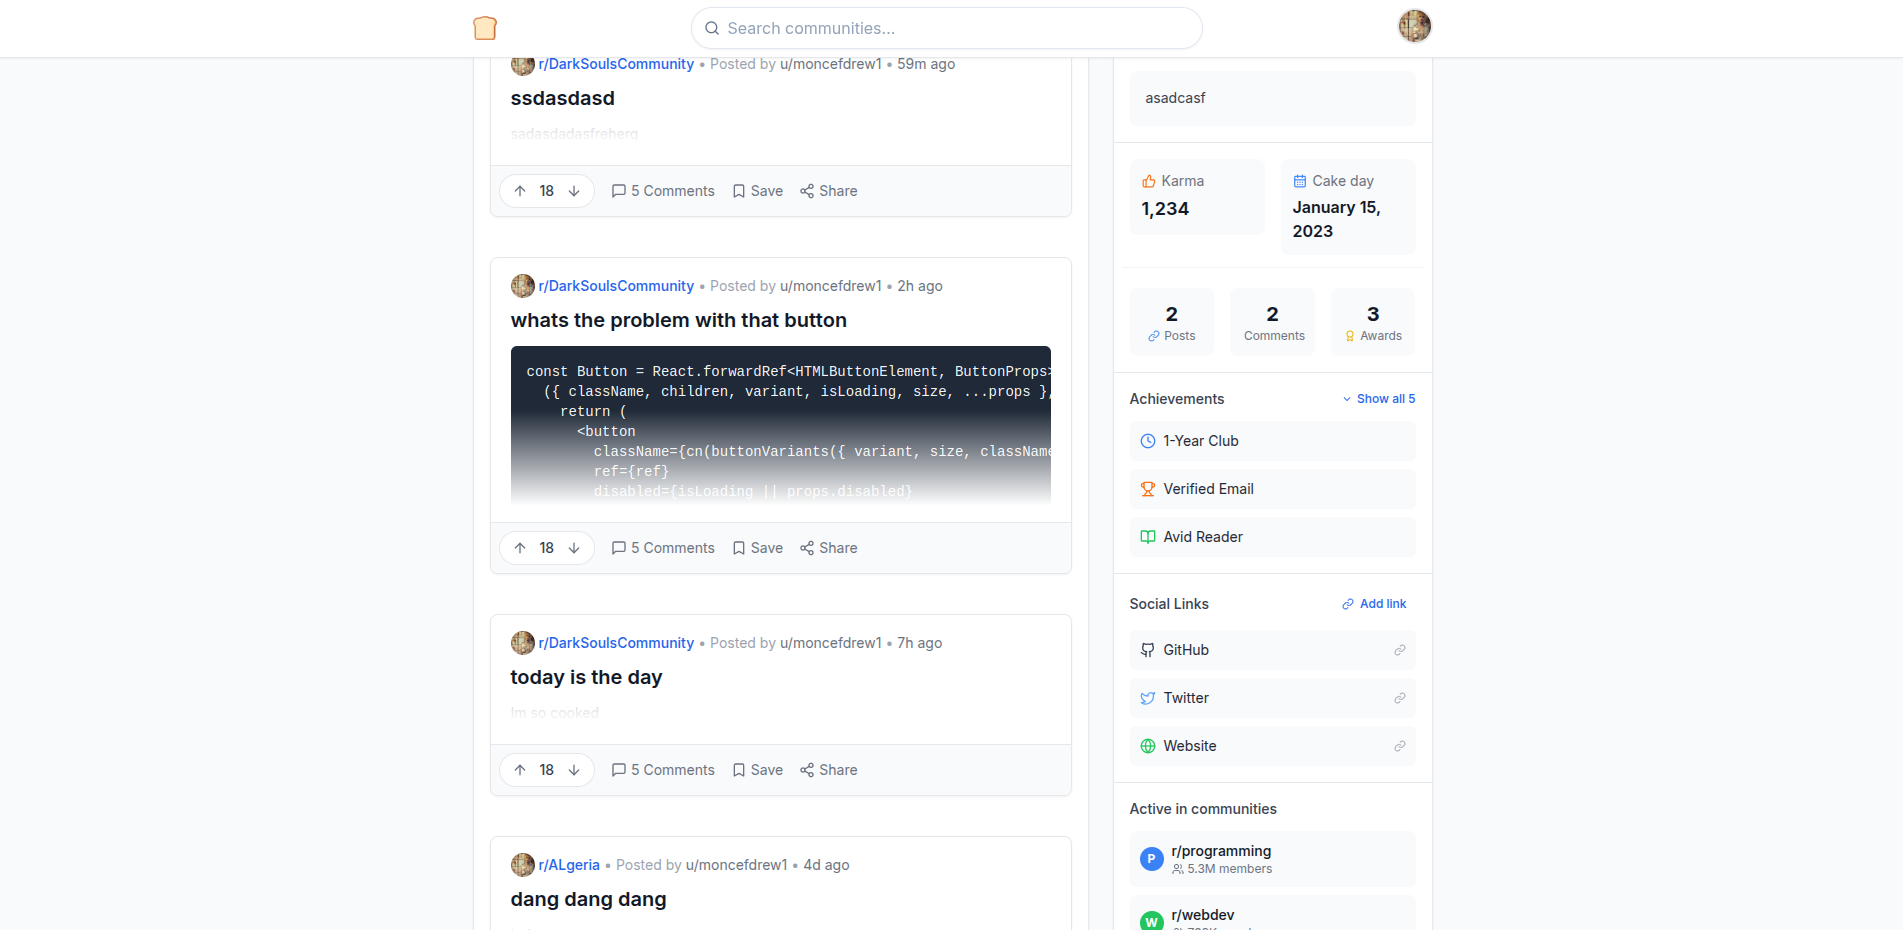 Search communities...
r/DarkSoulsCommunity • Posted by u/moncefdrew1 • 59m ago
ssdasdasd
sadasdadasfreherg
18
5 Comments
Save
Share
r/DarkSoulsCommunity • Posted by u/moncefdrew1 • 2h ago
whats the problem with that button
const Button = React.forwardRef<HTMLButtonElement, ButtonProps>
({ className, children, variant, isLoading, size, ...props },
return (
<button
className={cn(buttonVariants({ variant, size, className
ref={ref}
disabled={isLoading || props.disabled}
18
5 Comments
Save
Share
r/DarkSoulsCommunity • Posted by u/moncefdrew1 • 7h ago
today is the day
Im so cooked
18
5 Comments
Save
Share
r/ALgeria • Posted by u/moncefdrew1 • 4d ago
dang dang dang
asadcasf
Karma
1,234
Cake day
January 15,
2023
2
Posts
2
Comments
3
Awards
Achievements
Show all 5
1-Year Club
Verified Email
Avid Reader
Social Links
Add link
GitHub
Twitter
Website
Active in communities
P
r/programming
5.3M members
W
r/webdev